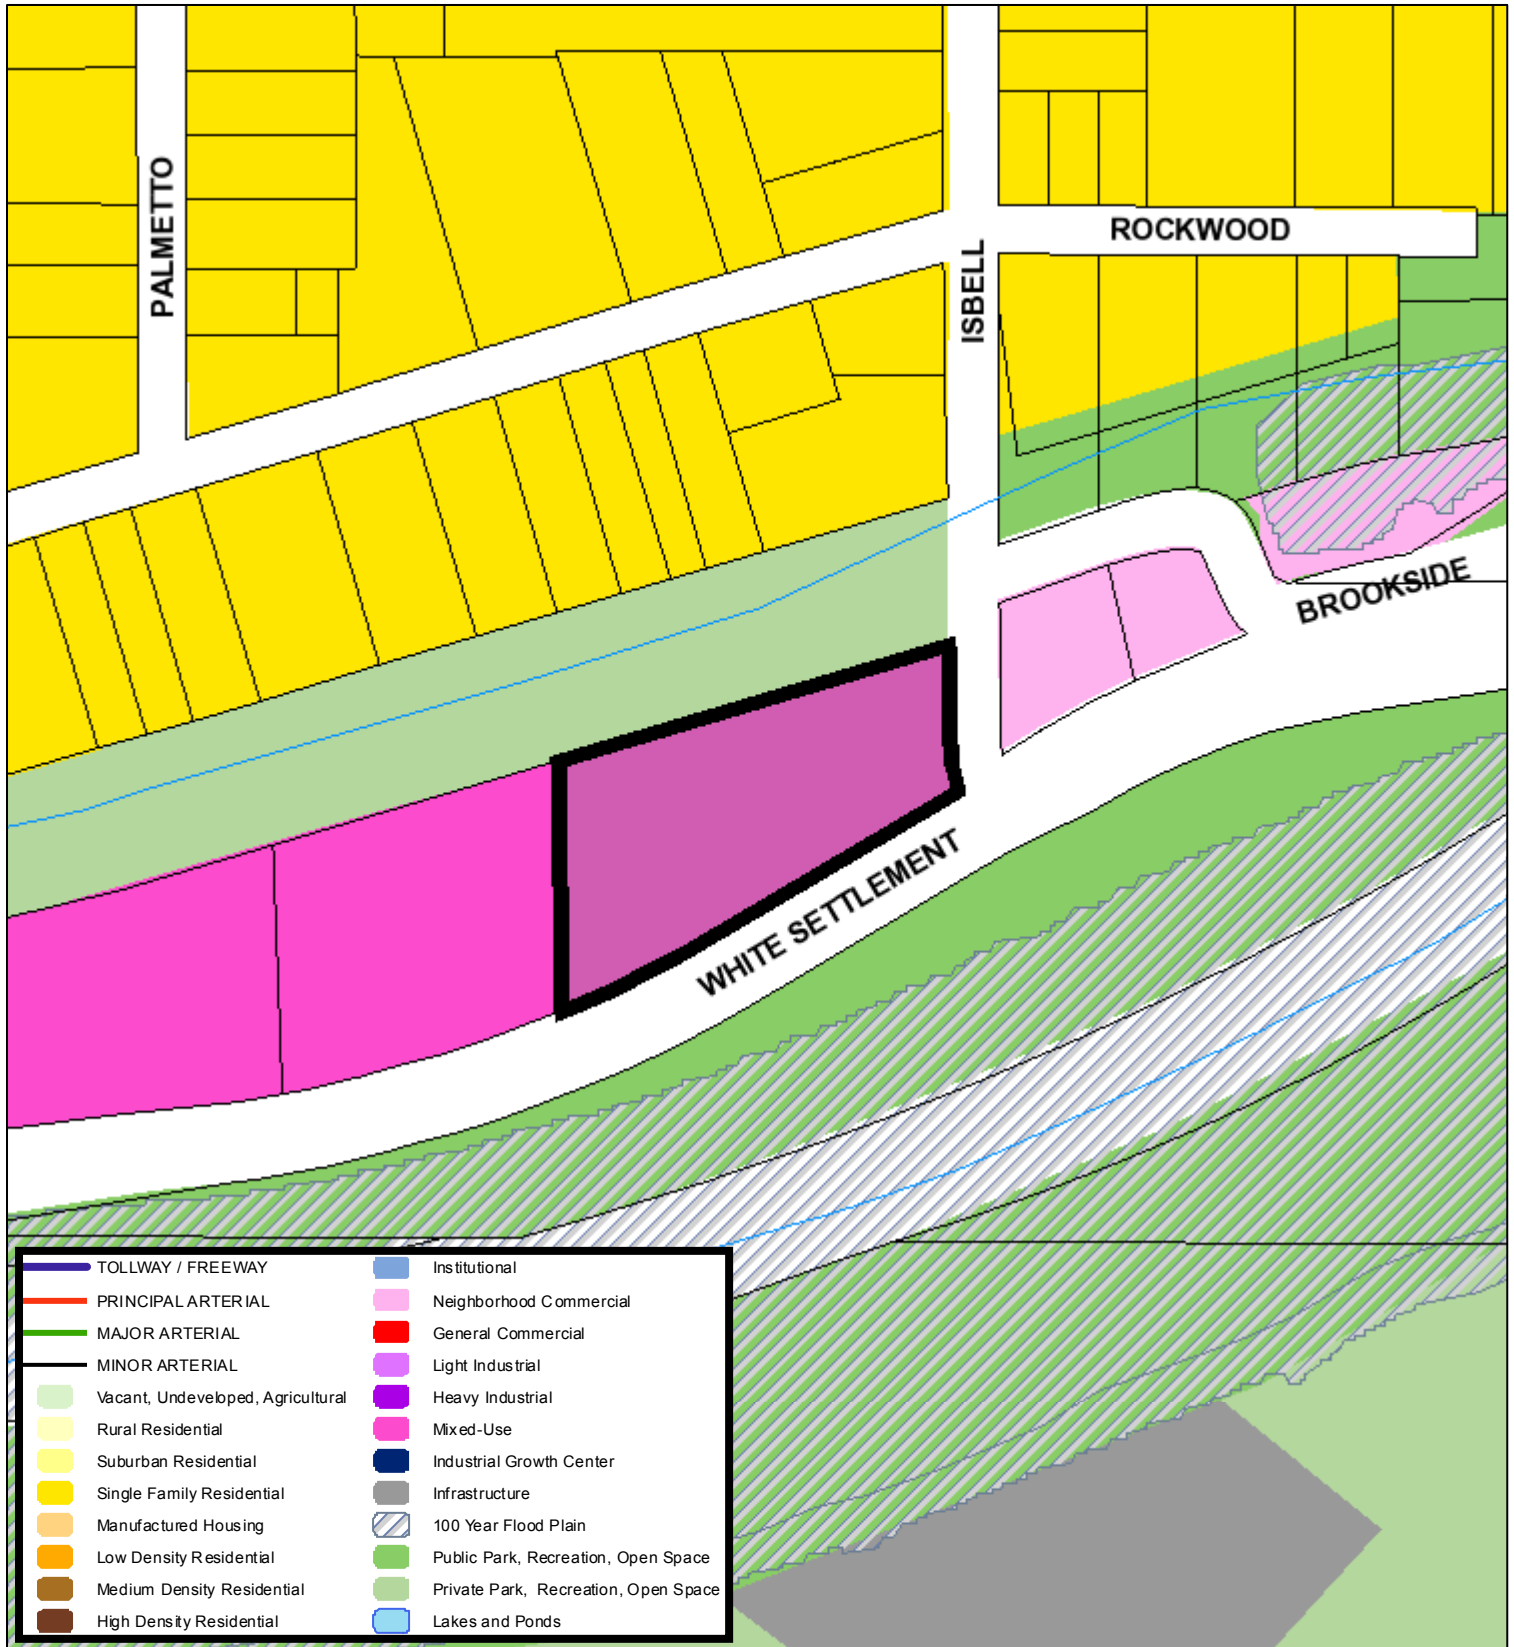 PALMETTO
ROCKWOOD
ISBELL
BROOKSIDE
WHITE SETTLEMENT
TOLLWAY / FREEWAY
PRINCIPAL ARTERIAL
MAJOR ARTERIAL
MINOR ARTERIAL
Vacant, Undeveloped, Agricultural
Rural Residential
Suburban Residential
Single Family Residential
Manufactured Housing
Low Density Residential
Medium Density Residential
High Density Residential
Institutional
Neighborhood Commercial
General Commercial
Light Industrial
Heavy Industrial
Mixed-Use
Industrial Growth Center
Infrastructure
100 Year Flood Plain
Public Park, Recreation, Open Space
Private Park, Recreation, Open Space
Lakes and Ponds